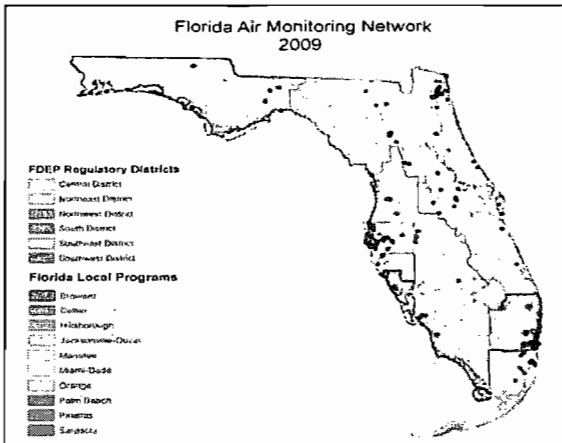 Florida Air Monitoring Network
2009
FDEP Regulatory Districts
Central District
Northeast District
Northwest District
South District
Southeast District
Southwest District
Florida Local Programs
Broward
Hillsborough
Jacksonville-Duval
Manatee
Miami-Dade
Orange
Palm Beach
Pinellas
Sarasota